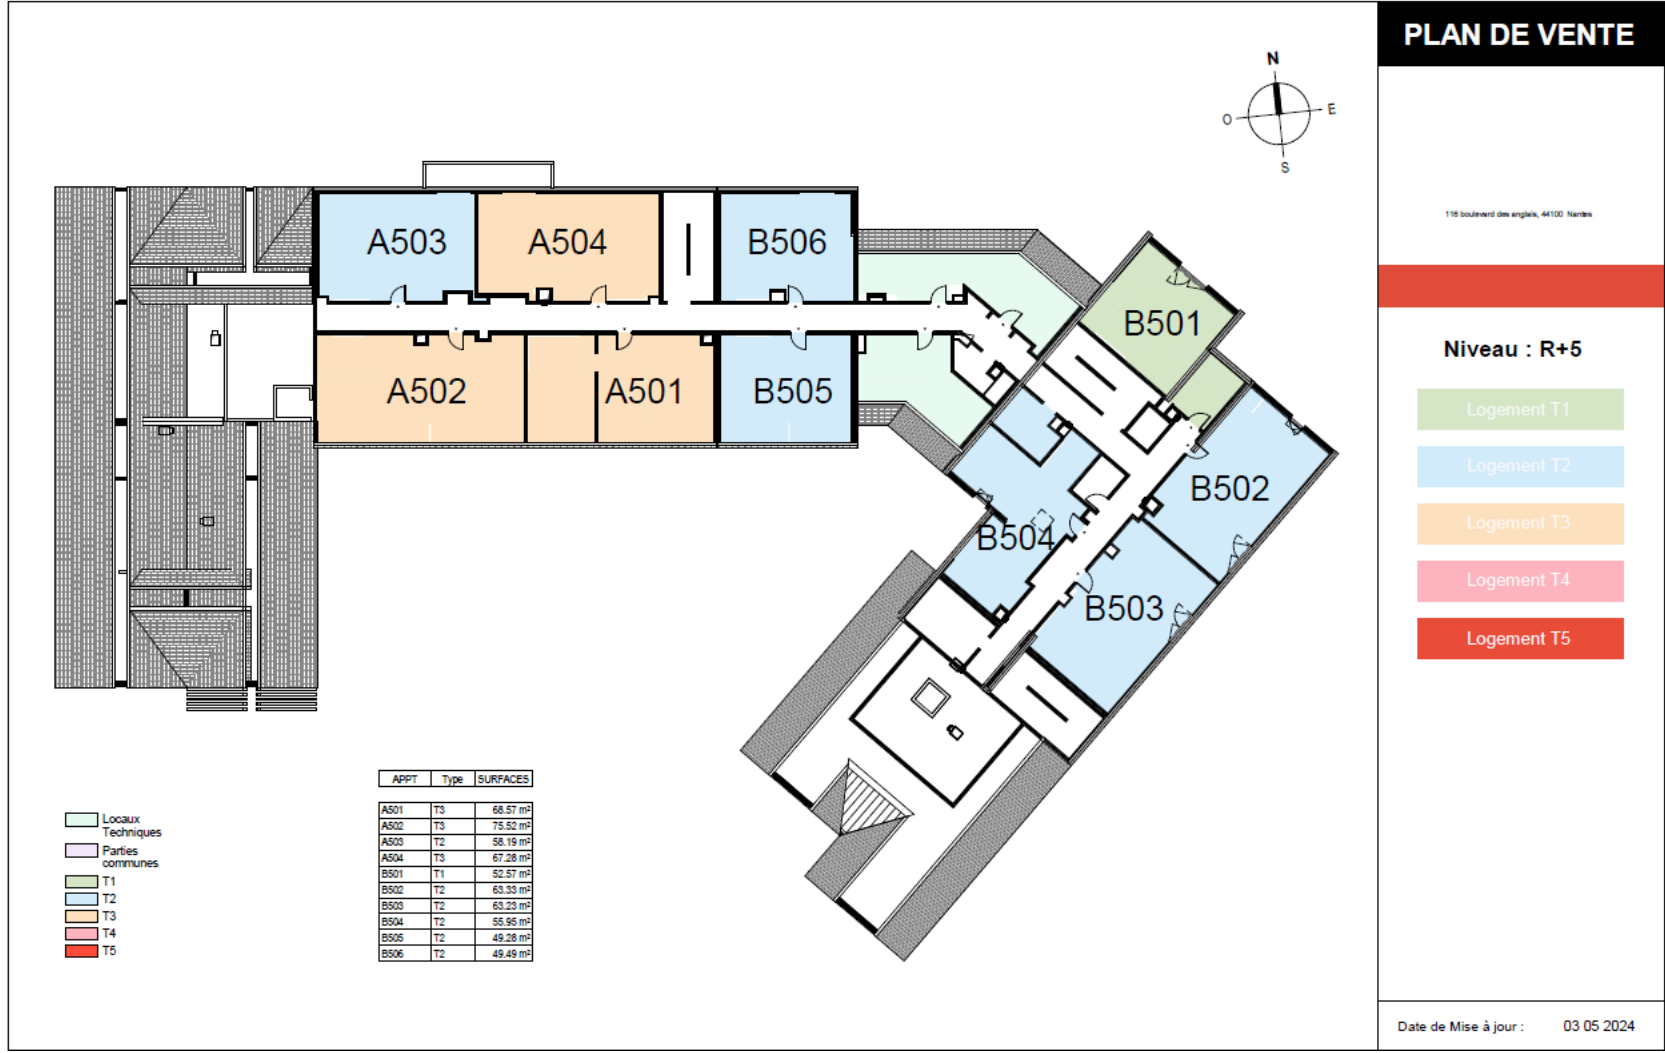 PLAN DE VENTE
N
O
E
S
116 boulevard des anglais, 44100 Nantes
Niveau : R+5
Logement T1
Logement T2
Logement T3
Logement T4
Logement T5
A503
A504
B506
B501
A502
A501
B505
B502
B504
B503
APPT Type SURFACES
A501 T3 68.57 m²
A502 T3 75.52 m²
A503 T2 58.19 m²
A504 T3 67.28 m²
B501 T1 52.57 m²
B502 T2 63.33 m²
B503 T2 63.23 m²
B504 T2 55.95 m²
B505 T2 49.28 m²
B506 T2 49.49 m²
Locaux
Techniques
Parties
communes
T1
T2
T3
T4
T5
Date de Mise à jour : 03 05 2024